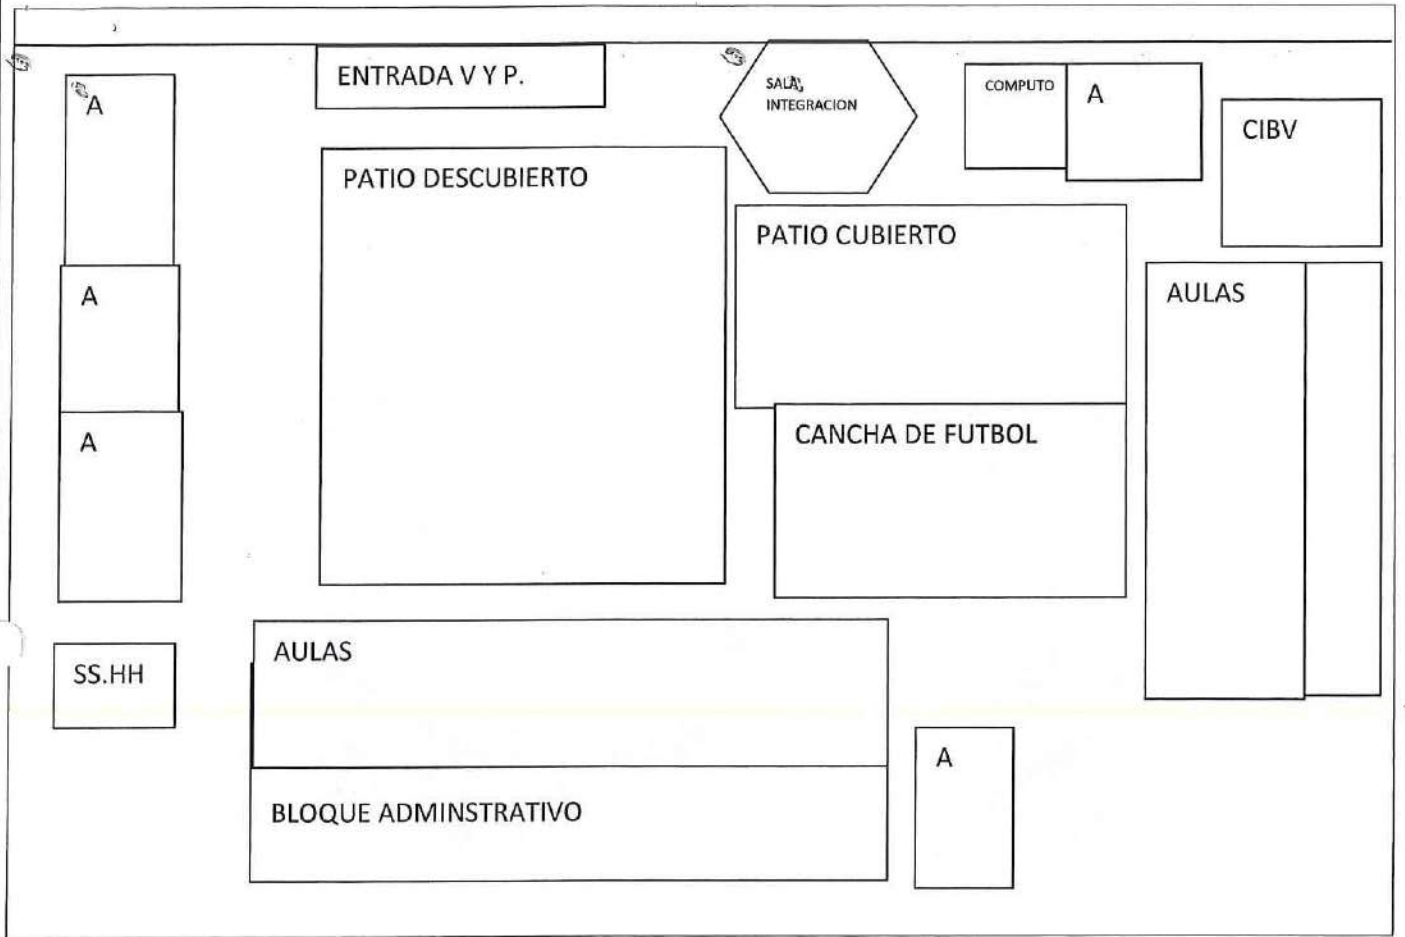 ENTRADA V Y P.
SALA
INTEGRACION
COMPUTO
A
CIBV
A
PATIO DESCUBIERTO
PATIO CUBIERTO
AULAS
A
A
CANCHA DE FUTBOL
AULAS
SS.HH
A
BLOQUE ADMINSTRATIVO